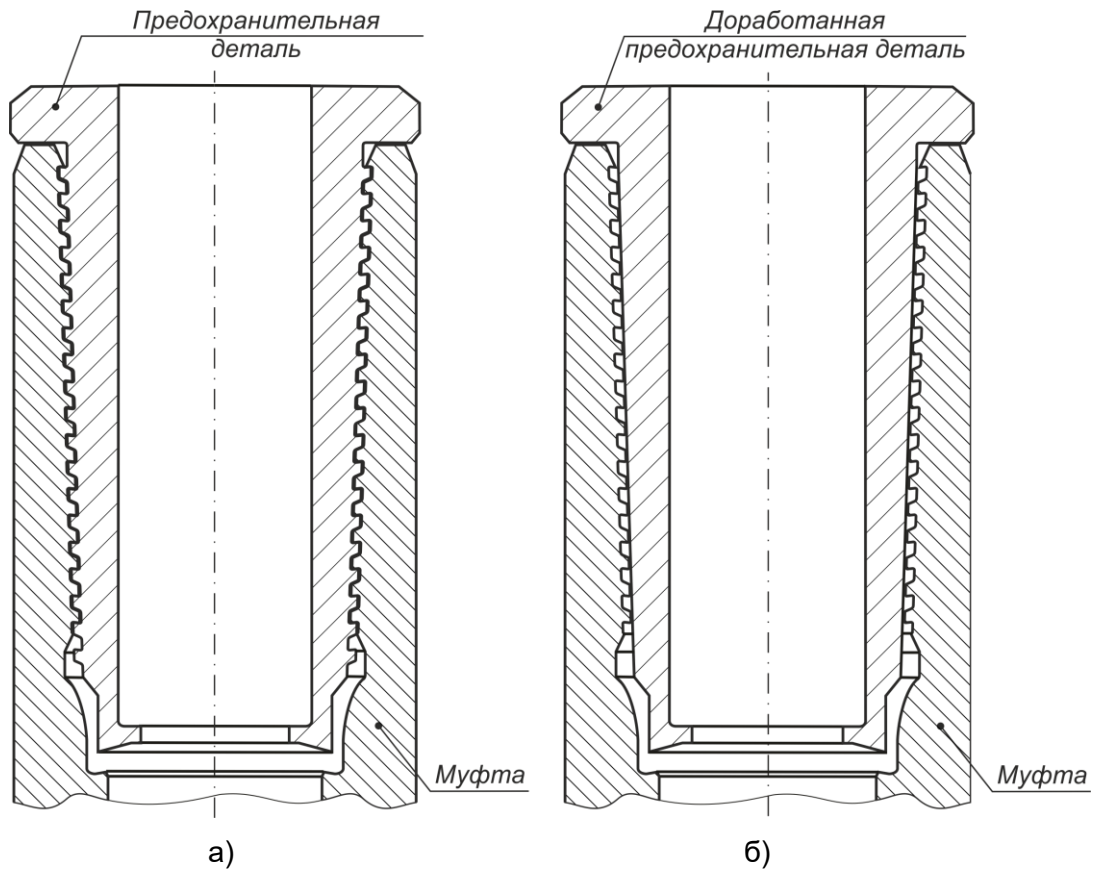 Предохранительная
деталь
Доработанная
предохранительная деталь
Муфта
Муфта
а)
б)